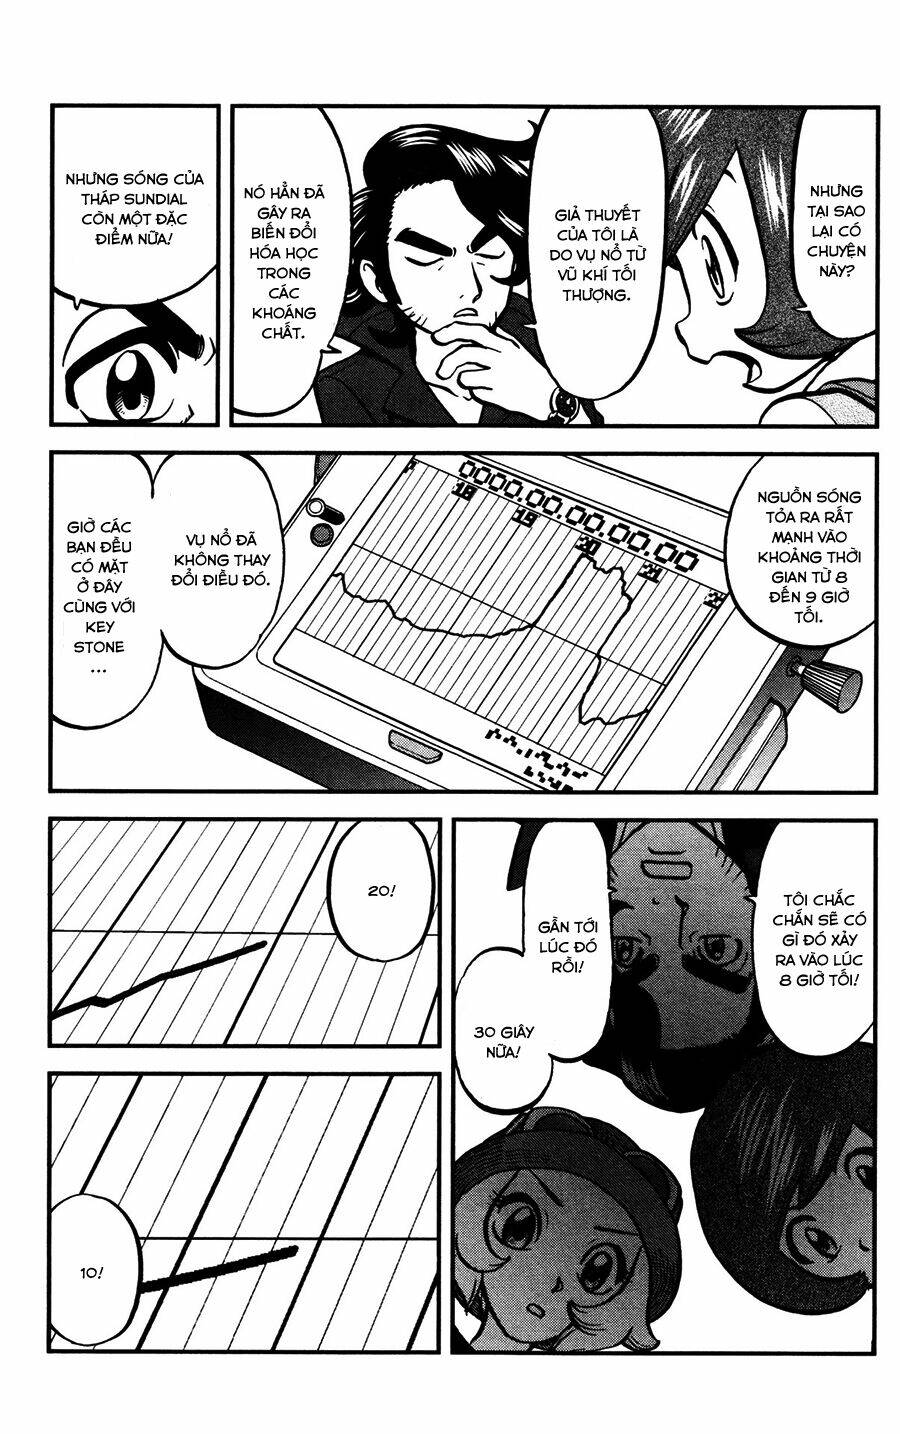 NHƯNG
TẠI SAO
LẠI CÓ
CHUYỆN
NÀY?
GIẢ THUYẾT
CỦA TÔI LÀ
DO VỤ NỔ TỪ
VŨ KHÍ TỐI
THƯỢNG.
NÓ HẲN ĐÃ
GÂY RA
BIẾN ĐỔI
HÓA HỌC
TRONG
CÁC
KHOÁNG
CHẤT.
NHƯNG SÓNG CỦA
THÁP SUNDIAL
CÒN MỘT ĐẶC
ĐIỂM NỮA!
NGUỒN SÓNG
TỎA RA RẤT
MẠNH VÀO
KHOẢNG THỜI
GIAN TỪ 8
ĐẾN 9 GIỜ
TỐI.
0000.00.00.00.00
18
19
20
21
22
VỤ NỔ ĐÃ
KHÔNG THAY
ĐỔI ĐIỀU ĐÓ.
GIỜ CÁC
BẠN ĐỀU
CÓ MẶT
Ở ĐÂY
CÙNG VỚI
KEY
STONE
...
TÔI CHẮC
CHẮN SẼ CÓ
GÌ ĐÓ XẢY
RA VÀO LÚC
8 GIỜ TỐI!
GẦN TỚI
LÚC ĐÓ
RỒI!
30 GIÂY
NỮA!
20!
10!